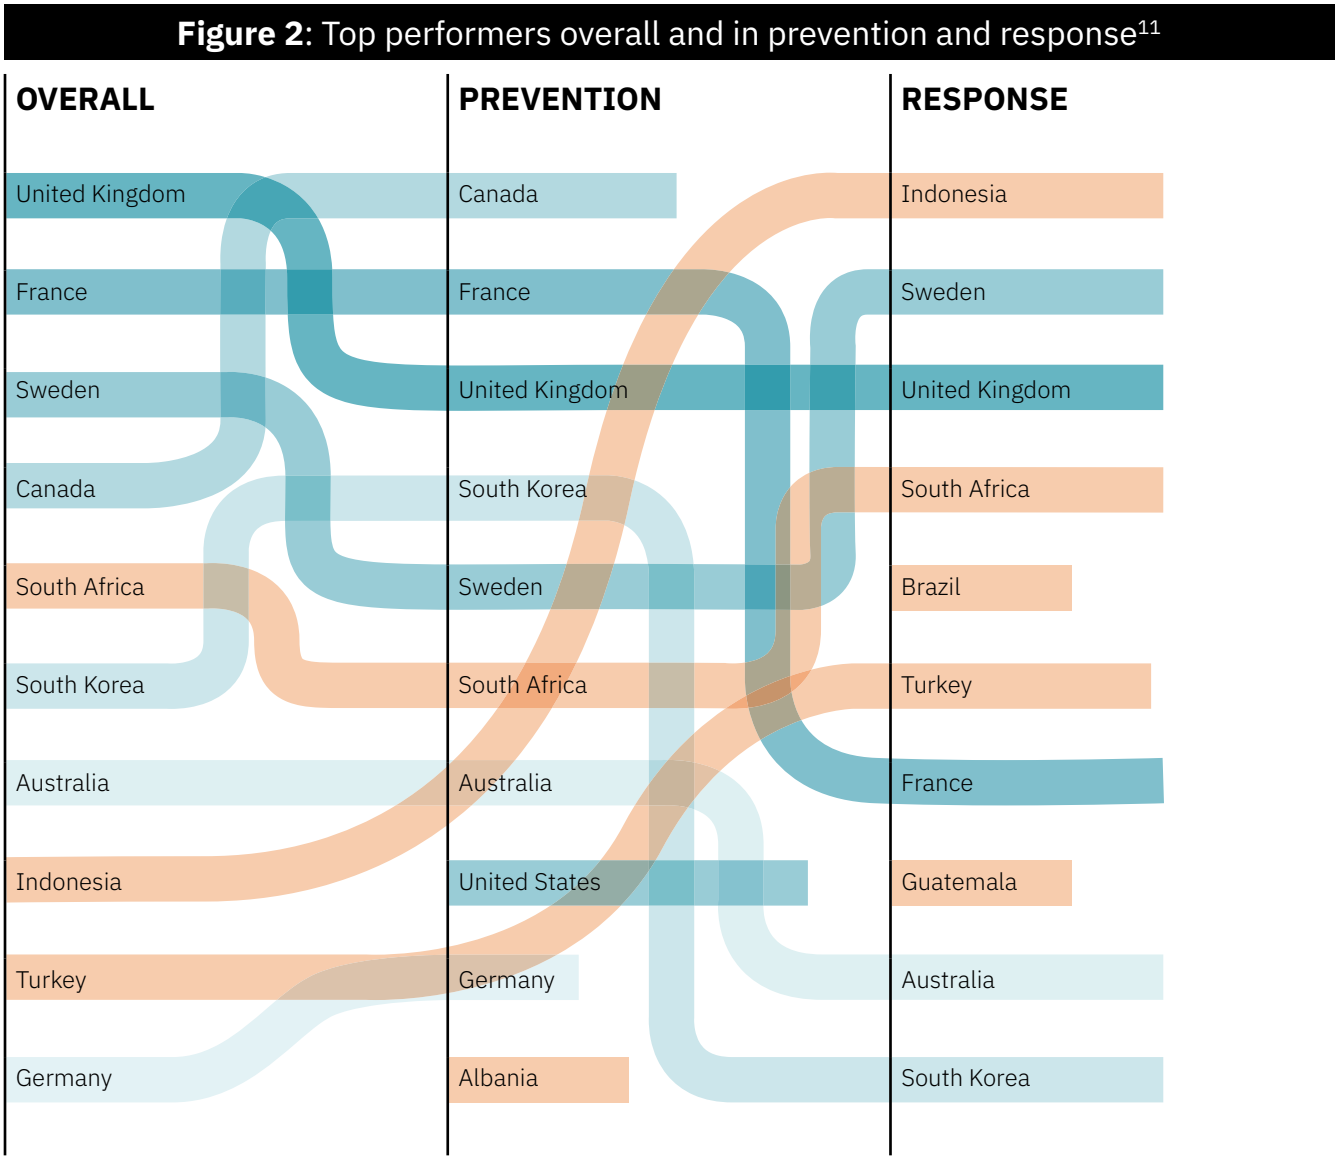 Figure 2: Top performers overall and in prevention and response11
OVERALL
United Kingdom
France
Sweden
Canada
South Africa
South Korea
Australia
Indonesia
Turkey
Germany
PREVENTION
Canada
France
United Kingdom
South Korea
Sweden
South Africa
Australia
United States
Germany
Albania
RESPONSE
Indonesia
Sweden
United Kingdom
South Africa
Brazil
Turkey
France
Guatemala
Australia
South Korea